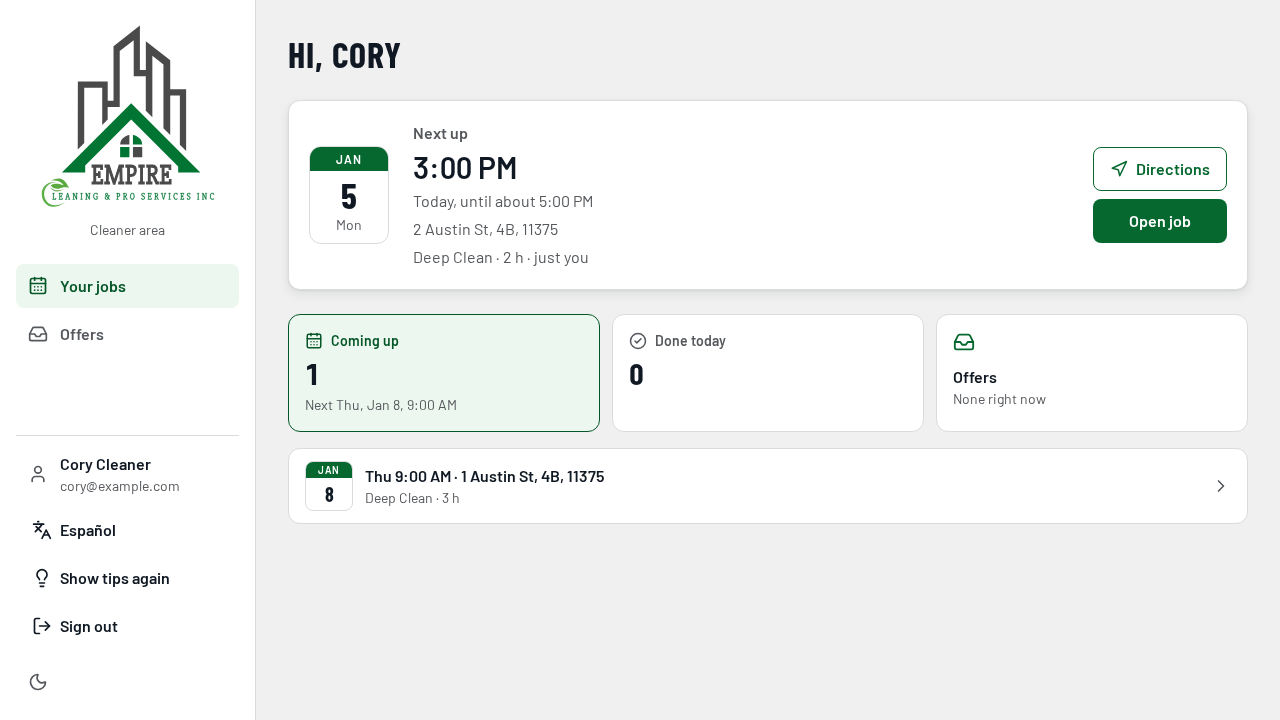 EMPIRE
LEANING & PRO SERVICES INC
Cleaner area
Your jobs
Offers
Cory Cleaner
cory@example.com
Español
Show tips again
Sign out
HI, CORY
JAN
5
Mon
Next up
3:00 PM
Today, until about 5:00 PM
2 Austin St, 4B, 11375
Deep Clean · 2 h · just you
Directions
Open job
Coming up
1
Next Thu, Jan 8, 9:00 AM
Done today
0
Offers
None right now
JAN
8
Thu 9:00 AM · 1 Austin St, 4B, 11375
Deep Clean · 3 h